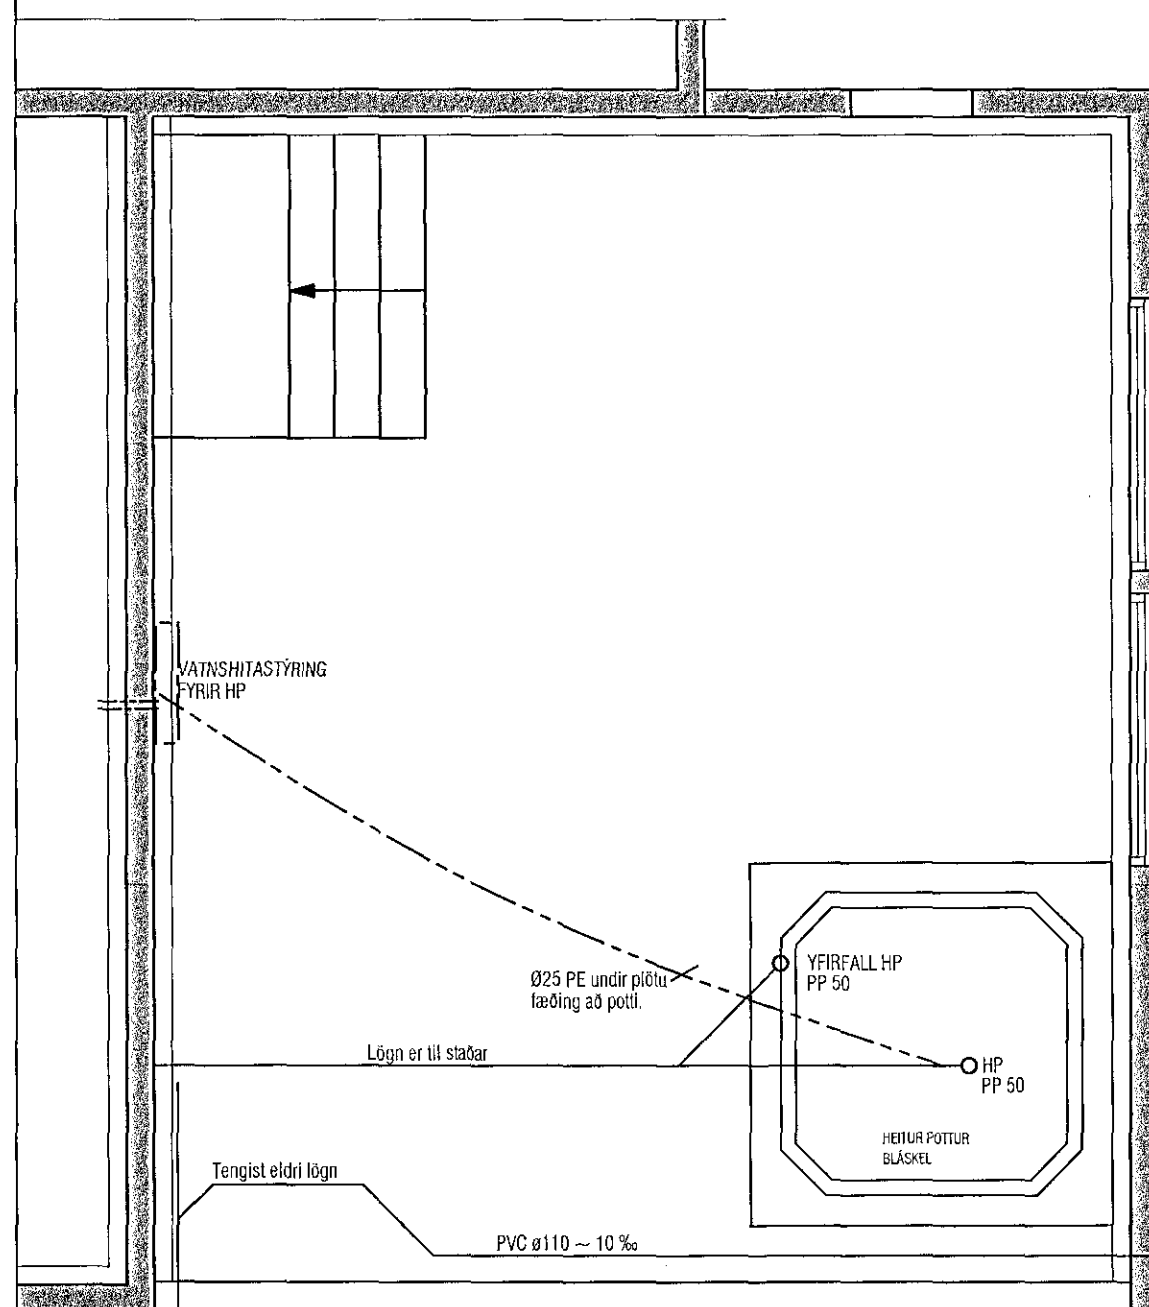 VATNSHITASTÝRING
FYRIR HP
Ø25 PE undir plötu
fæðing að potti.
YFIRFALL HP
PP 50
Lögn er til staðar
HP
PP 50
HEITUR POTTUR
BLÁSKEL
Tengist eldri lögn
PVC ø110 ~ 10 ‰